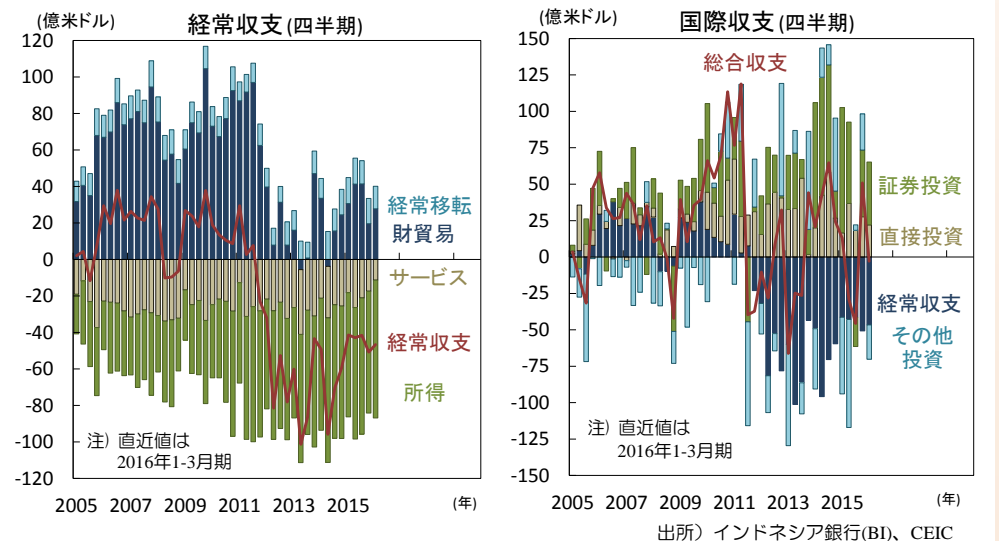 (億米ドル)
経常収支(四半期)
120
100
80
60
40
20
0
-20
-40
-60
-80
-100
-120
経常移転
財貿易
サービス
経常収支
所得
注) 直近値は
2016年1-3月期
2005 2007 2009 2011 2013 2015
(年)
(億米ドル)
国際収支(四半期)
150
125
100
75
50
25
0
-25
-50
-75
-100
-125
-150
総合収支
証券投資
直接投資
経常収支
その他
投資
注) 直近値は
2016年1-3月期
2005 2007 2009 2011 2013 2015
(年)
出所）インドネシア銀行(BI)、CEIC